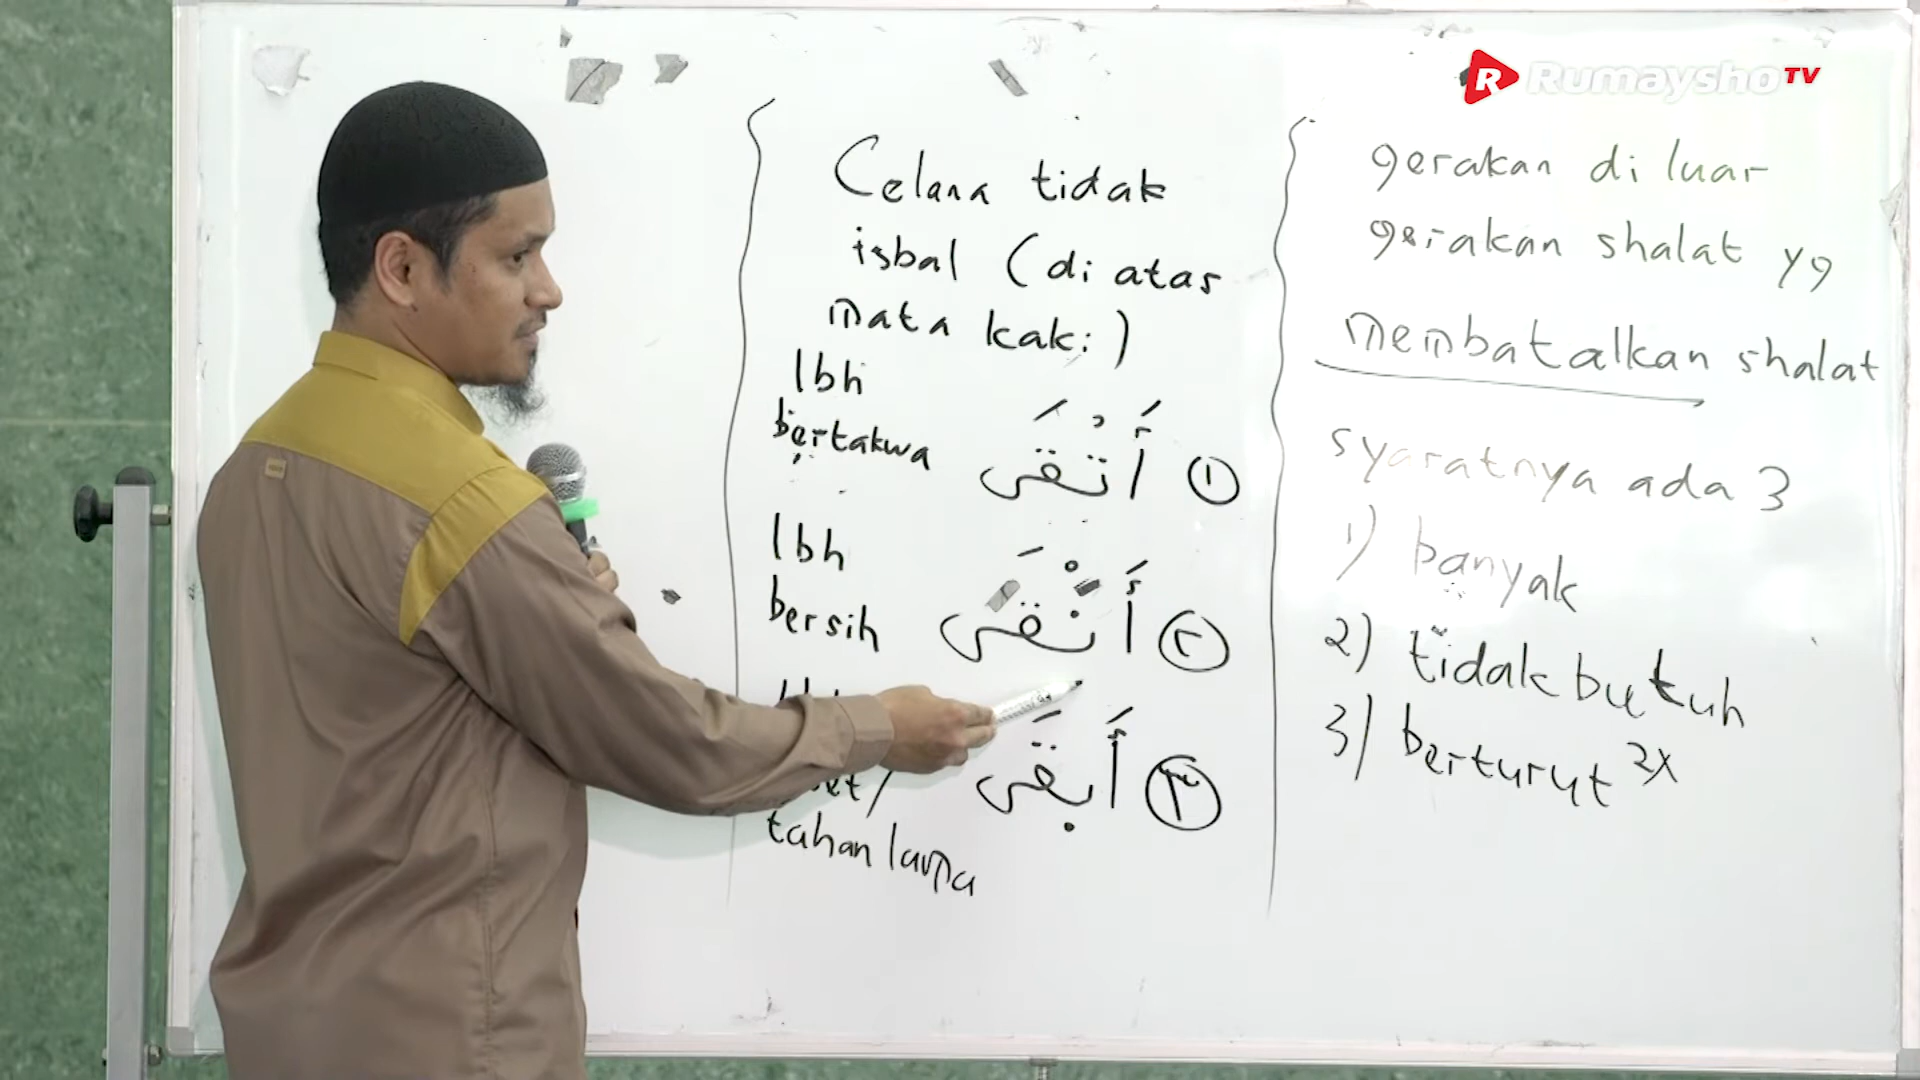 RumayshoTV
Celana tidak
isbal (di atas
mata kaki)
lbh
bertakwa
أَتْقَى ①
lbh
bersih
أَنْقَى ②
أَبْقَى ③
tahan lama
gerakan di luar
gerakan shalat yg
membatalkan shalat
syaratnya ada 3
1) banyak
2) tidak butuh
3) berturut 2x